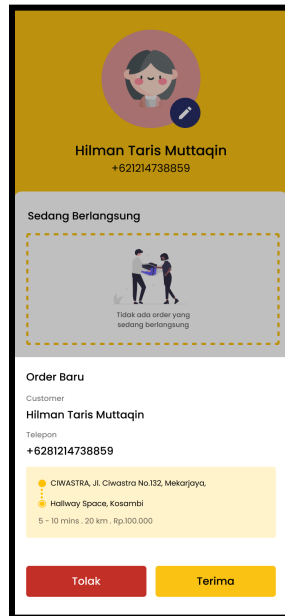 Hilman Taris Muttaqin
+621214738859
Sedang Berlangsung
Tidak ada order yang
sedang berlangsung
Order Baru
Customer
Hilman Taris Muttaqin
Telepon
+6281214738859
CIWASTRA, Jl. Ciwastra No.132, Mekarjaya,
Hallway Space, Kosambi
5 - 10 mins . 20 km . Rp.100.000
Tolak
Terima